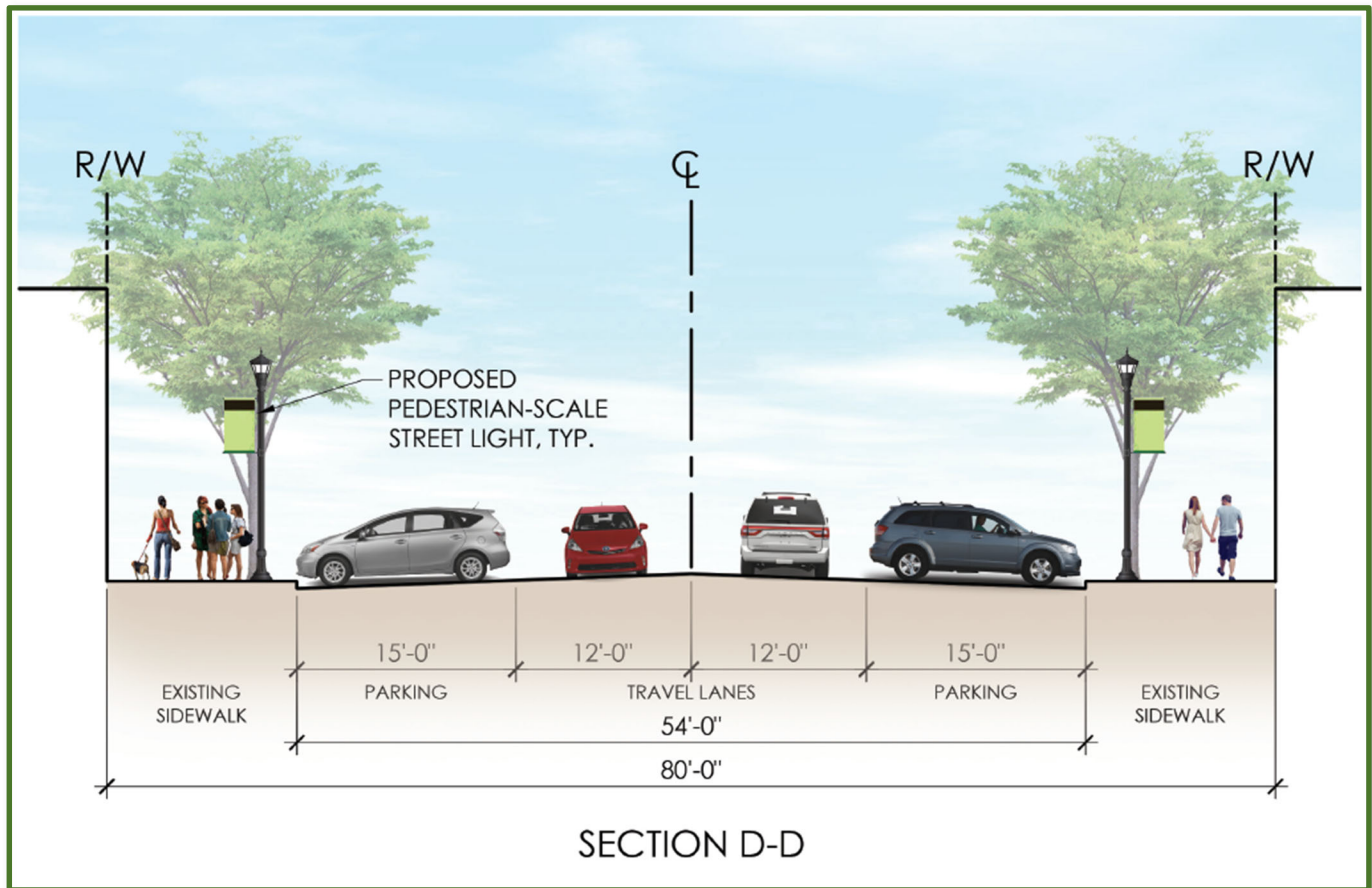 R/W
℄
R/W
PROPOSED
PEDESTRIAN-SCALE
STREET LIGHT, TYP.
15'-0"
12'-0"
12'-0"
15'-0"
EXISTING
SIDEWALK
PARKING
TRAVEL LANES
PARKING
EXISTING
SIDEWALK
54'-0"
80'-0"
SECTION D-D